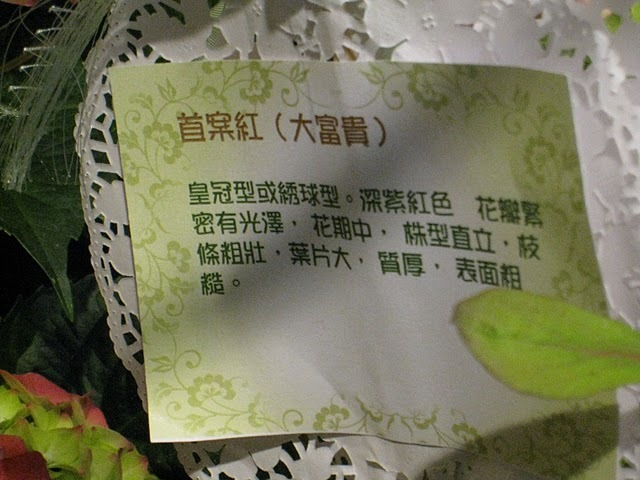 首案紅（大富貴）
皇冠型或綉球型。深紫紅色　花瓣緊
密有光澤，花期中，株型直立，枝
條粗壯，葉片大，質厚，表面粗
糙。